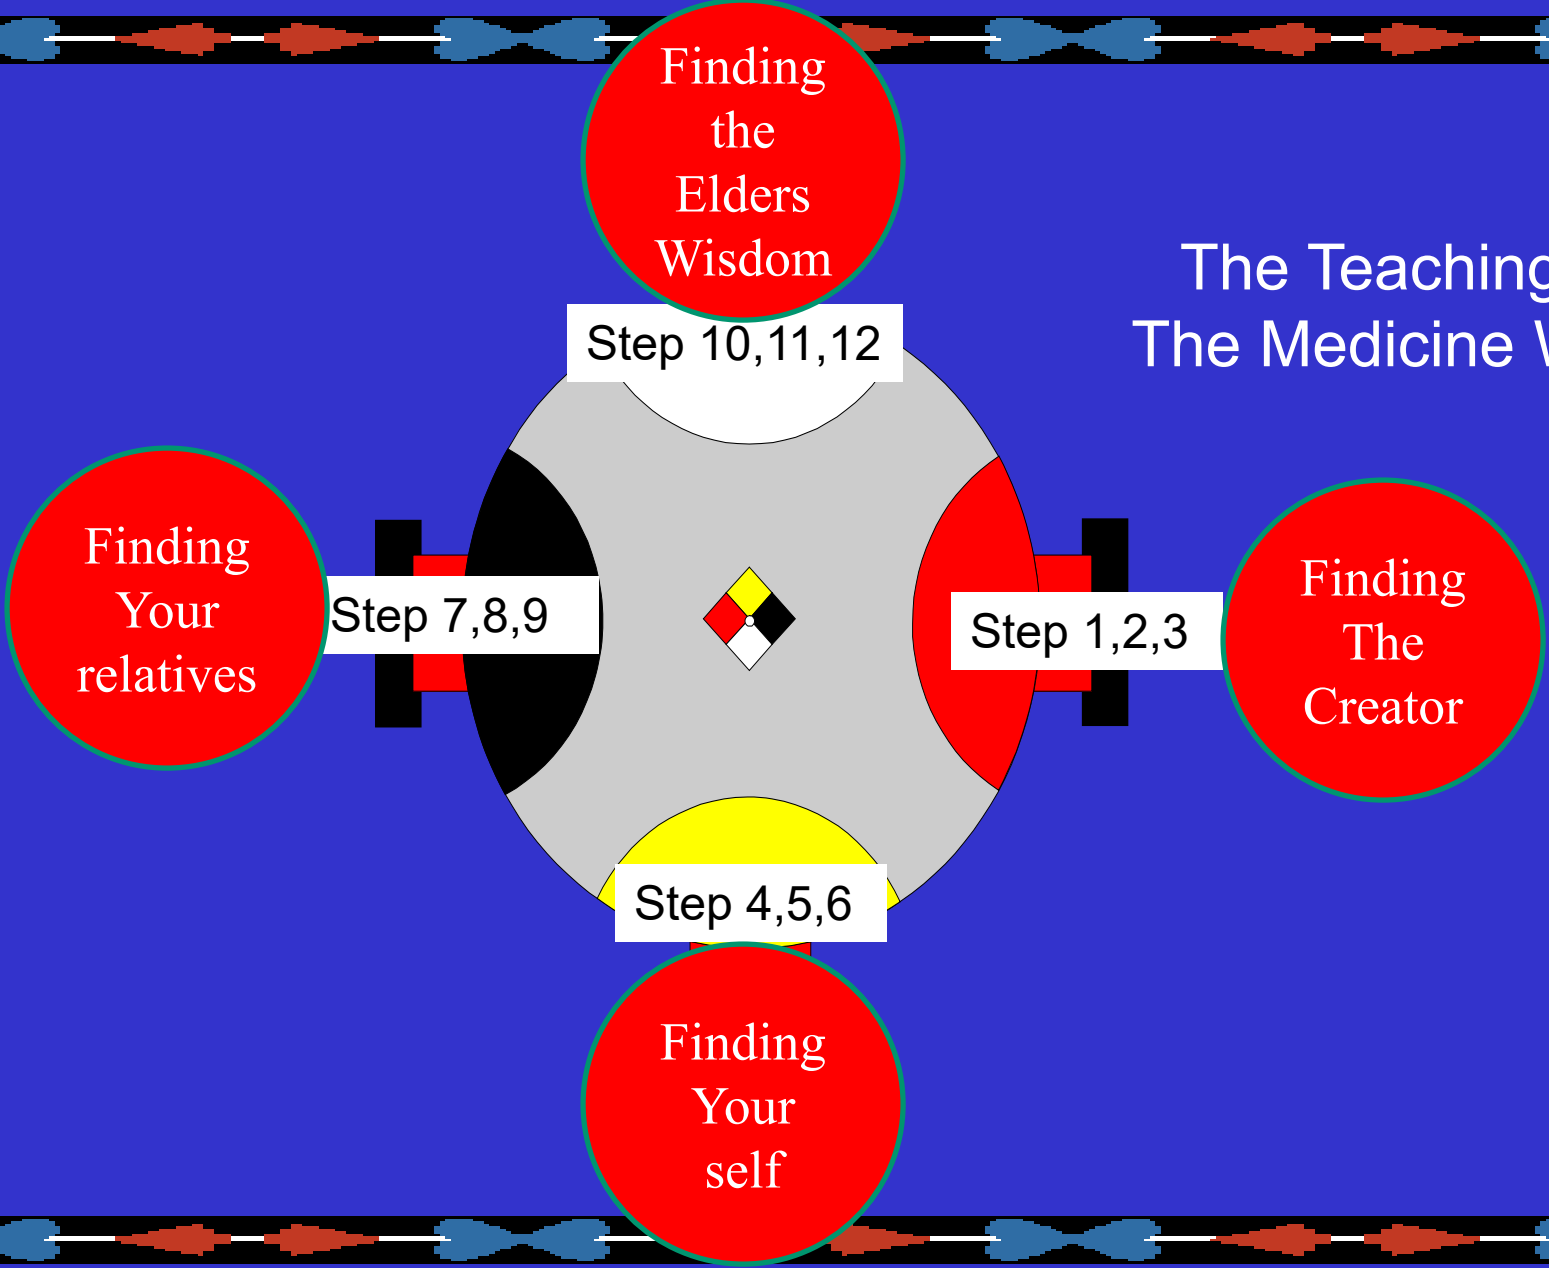 Finding
the
Elders
Wisdom
The Teaching
The Medicine
Step 10,11,12
Finding
Your
relatives
Step 7,8,9
Step 1,2,3
Finding
The
Creator
Step 4,5,6
Finding
Your
self